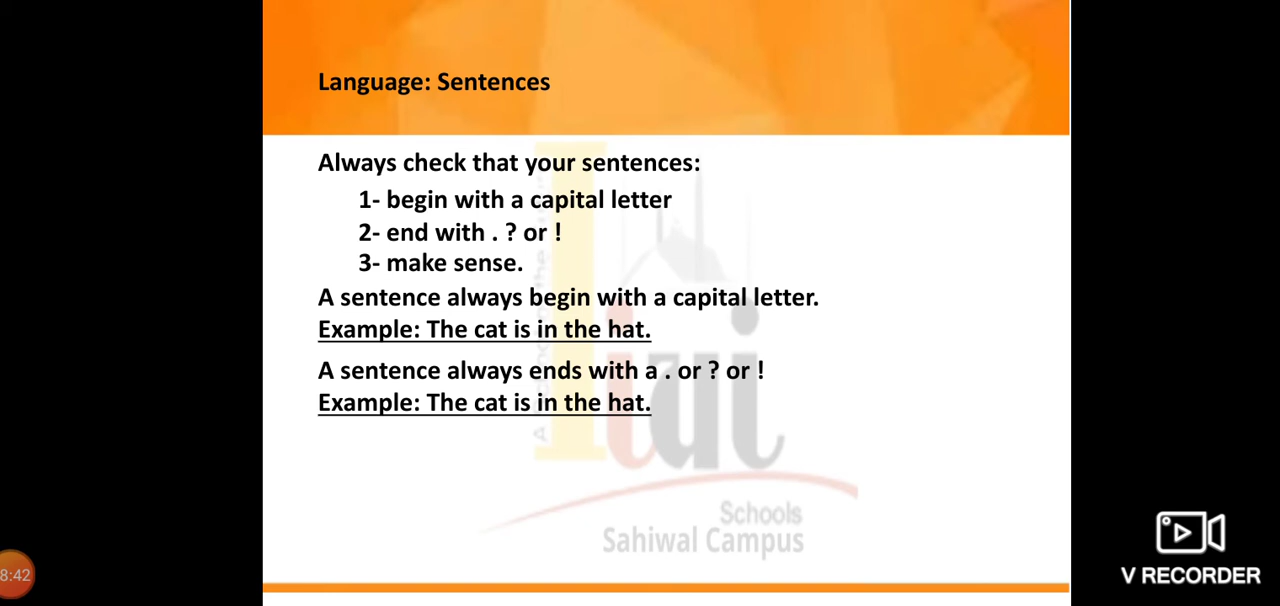 Language: Sentences
Always check that your sentences:
1- begin with a capital letter
2- end with . ? or !
3- make sense.
A sentence always begin with a capital letter.
Example: The cat is in the hat.
A sentence always ends with a . or ? or !
Example: The cat is in the hat.
Schools
Sahiwal Campus
8:42
V RECORDER